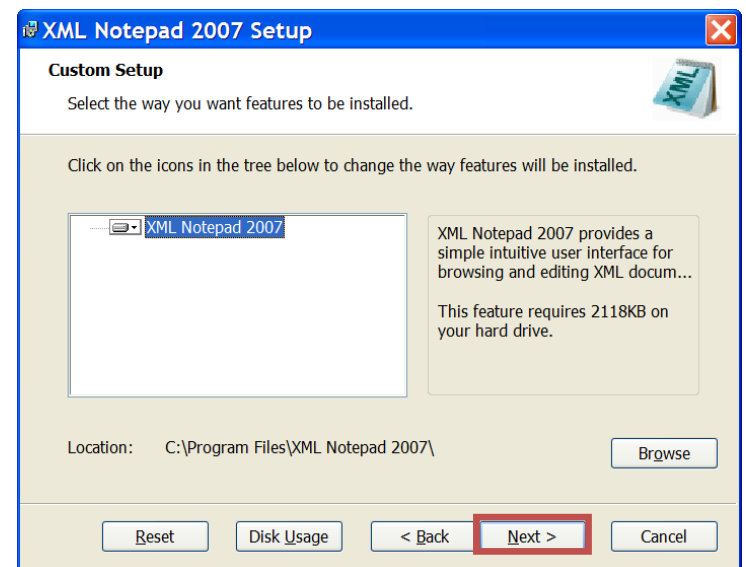 XML Notepad 2007 Setup
Custom Setup
Select the way you want features to be installed.
XML
Click on the icons in the tree below to change the way features will be installed.
XML Notepad 2007
XML Notepad 2007 provides a
simple intuitive user interface for
browsing and editing XML docum...
This feature requires 2118KB on
your hard drive.
Location: C:\Program Files\XML Notepad 2007\
Browse
Reset Disk Usage < Back Next > Cancel